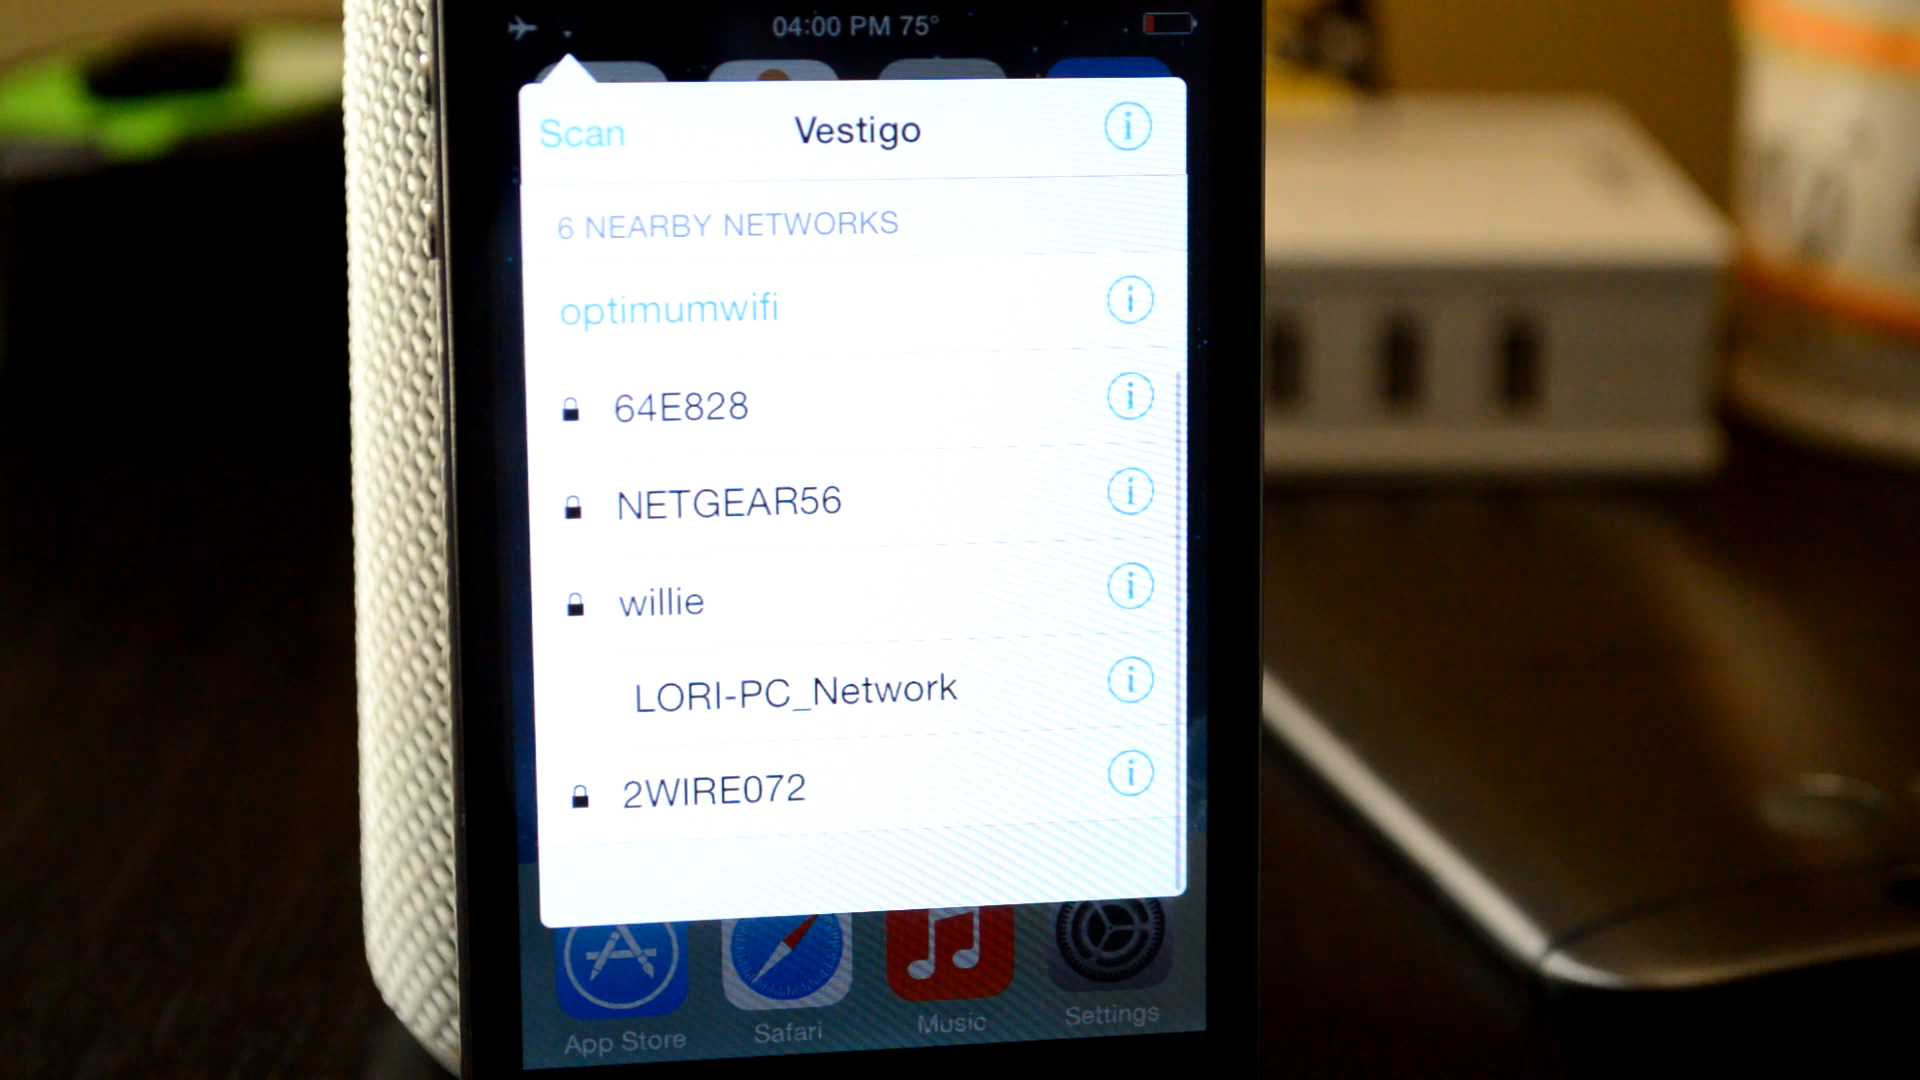 04:00 PM 75°
Scan
Vestigo
6 NEARBY NETWORKS
optimumwifi
64E828
NETGEAR56
willie
LORI-PC_Network
2WIRE072
App Store
Safari
Music
Settings